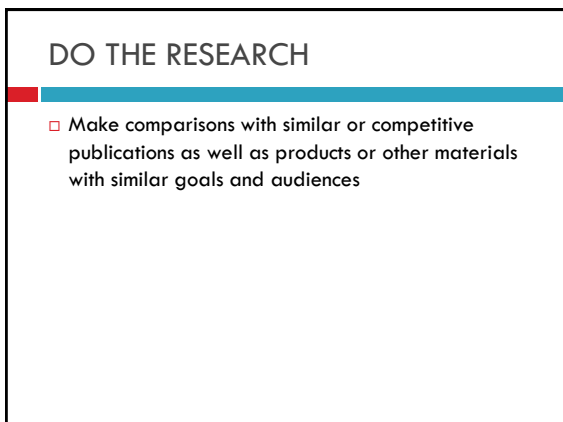 DO THE RESEARCH
Make comparisons with similar or competitive
publications as well as products or other materials
with similar goals and audiences